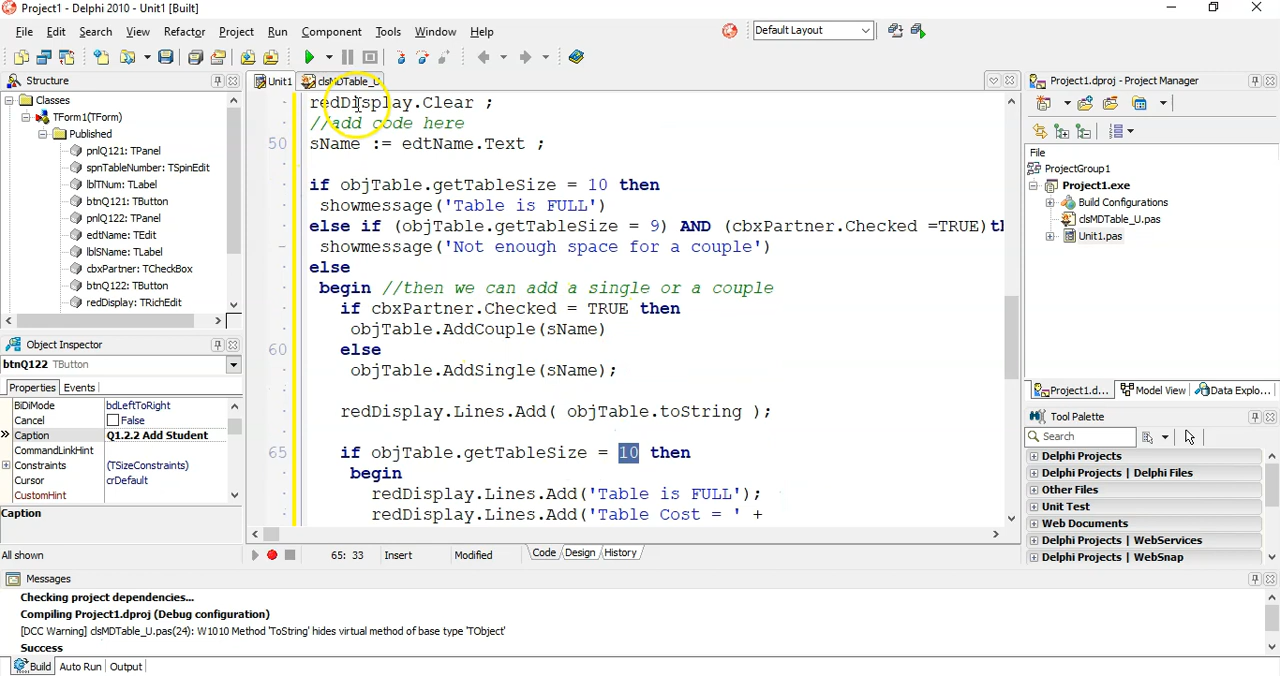 Project1 - Delphi 2010 - Unit1 [Built]
File Edit Search View Refactor Project Run Component Tools Window Help
Default Layout
Structure
Classes
TForm1(TForm)
Published
pnlQ121: TPanel
spnTableNumber: TSpinEdit
lblTNum: TLabel
btnQ121: TButton
pnlQ122: TPanel
edtName: TEdit
lblSName: TLabel
cbxPartner: TCheckBox
btnQ122: TButton
redDisplay: TRichEdit
Object Inspector
btnQ122 TButton
Properties Events
BiDiMode bdLeftToRight
Cancel False
Caption Q1.2.2 Add Student
CommandLinkHint
Constraints (TSizeConstraints)
Cursor crDefault
CustomHint
Caption
All shown
Unit1 clsMDTable_U
redDisplay.Clear ;
//add code here
50 sName := edtName.Text ;
if objTable.getTableSize = 10 then
showmessage('Table is FULL')
else if (objTable.getTableSize = 9) AND (cbxPartner.Checked =TRUE)th
showmessage('Not enough space for a couple')
else
begin //then we can add a single or a couple
if cbxPartner.Checked = TRUE then
objTable.AddCouple(sName)
60 else
objTable.AddSingle(sName);
redDisplay.Lines.Add( objTable.toString );
65 if objTable.getTableSize = 10 then
begin
redDisplay.Lines.Add('Table is FULL');
redDisplay.Lines.Add('Table Cost = ' +
65: 33 Insert Modified Code Design History
Project1.dproj - Project Manager
File
ProjectGroup1
Project1.exe
Build Configurations
clsMDTable_U.pas
Unit1.pas
Project1.d... Model View Data Explo...
Tool Palette
Search
Delphi Projects
Delphi Projects | Delphi Files
Other Files
Unit Test
Web Documents
Delphi Projects | WebServices
Delphi Projects | WebSnap
Messages
Checking project dependencies...
Compiling Project1.dproj (Debug configuration)
[DCC Warning] clsMDTable_U.pas(24): W1010 Method 'ToString' hides virtual method of base type 'TObject'
Success
Build Auto Run Output